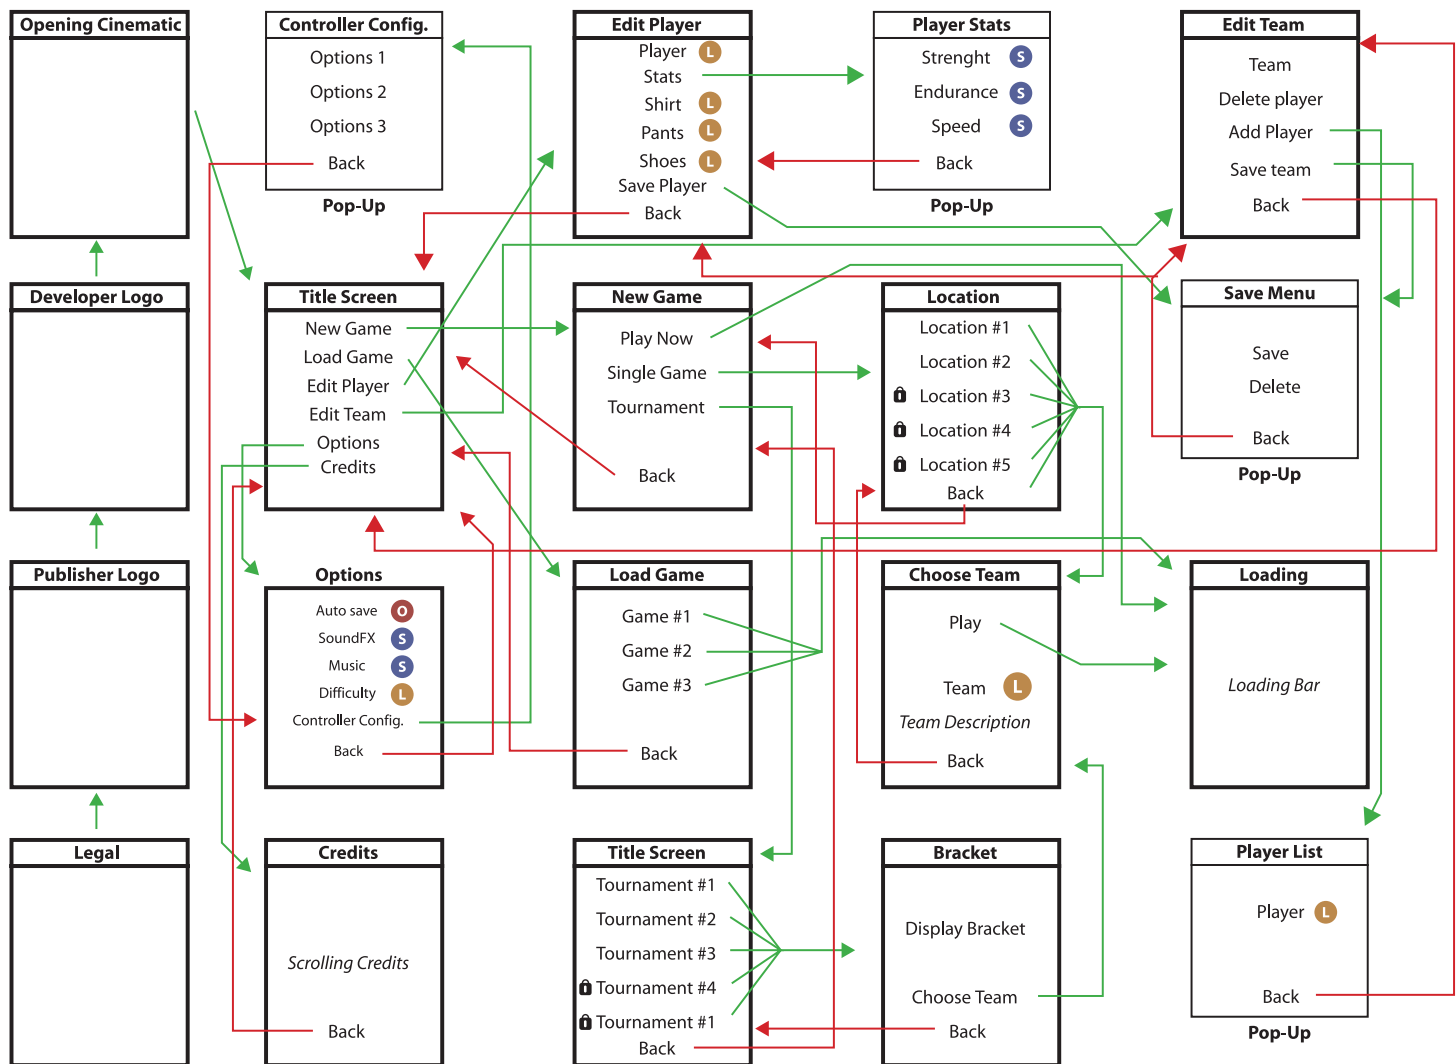 Opening Cinematic
Controller Config.
Options 1
Options 2
Options 3
Back
Pop-Up
Edit Player
Player L
Stats
Shirt L
Pants L
Shoes L
Save Player
Back
Player Stats
Strenght S
Endurance S
Speed S
Back
Pop-Up
Edit Team
Team
Delete player
Add Player
Save team
Back
Developer Logo
Title Screen
New Game
Load Game
Edit Player
Edit Team
Options
Credits
New Game
Play Now
Single Game
Tournament
Back
Location
Location #1
Location #2
Location #3
Location #4
Location #5
Back
Save Menu
Save
Delete
Back
Pop-Up
Publisher Logo
Options
Auto save O
SoundFX S
Music S
Difficulty L
Controller Config.
Back
Load Game
Game #1
Game #2
Game #3
Back
Choose Team
Play
Team L
Team Description
Back
Loading
Loading Bar
Legal
Credits
Scrolling Credits
Back
Title Screen
Tournament #1
Tournament #2
Tournament #3
Tournament #4
Tournament #1
Back
Bracket
Display Bracket
Choose Team
Back
Player List
Player L
Back
Pop-Up